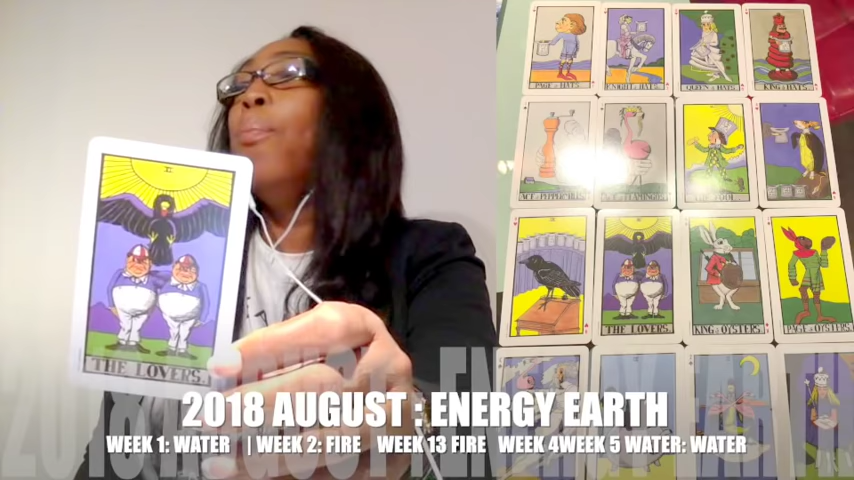 PAGE of HATS.
KNIGHT of HATS.
QUEEN of HATS.
KING of HATS.
THE FOOL.
THE LOVERS.
KING of OYSTERS
PAGE of OYSTERS
THE LOVERS.
2018 AUGUST : ENERGY EARTH
WEEK 1: WATER | WEEK 2: FIRE WEEK 13 FIRE WEEK 4WEEK 5 WATER: WATER